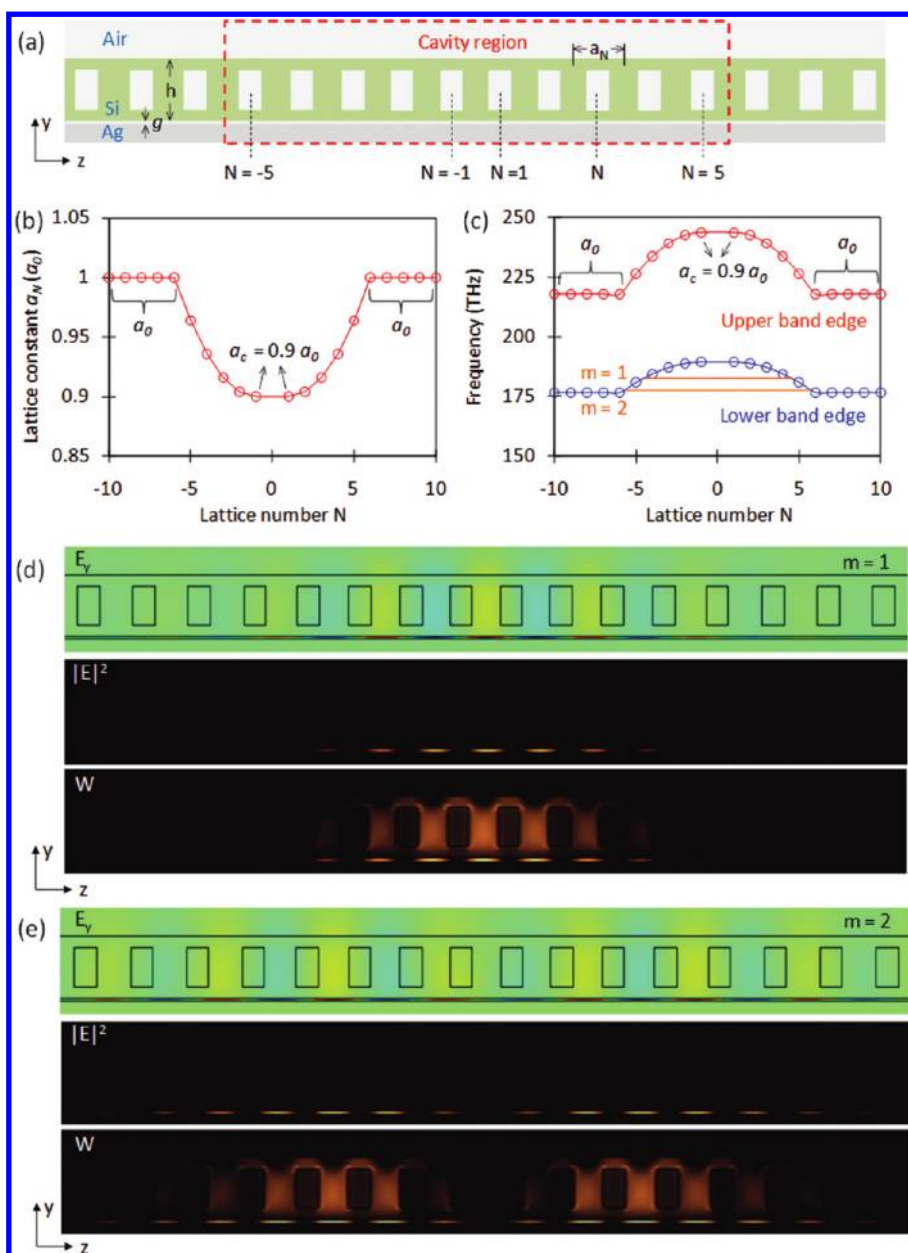 (a)
Air
Cavity region
a_N
h
Si
g
Ag
y
z
N = -5
N = -1
N =1
N
N = 5
(b)
Lattice constant a_N (a_0)
1.05
1
0.95
0.9
0.85
a_0
a_0
a_c = 0.9 a_0
-10
-5
0
5
10
Lattice number N
(c)
Frequency (THz)
250
225
200
175
150
a_0
a_0
a_c = 0.9 a_0
Upper band edge
m = 1
m = 2
Lower band edge
-10
-5
0
5
10
Lattice number N
(d)
E_y
m = 1
|E|²
W
y
z
(e)
E_y
m = 2
|E|²
W
y
z